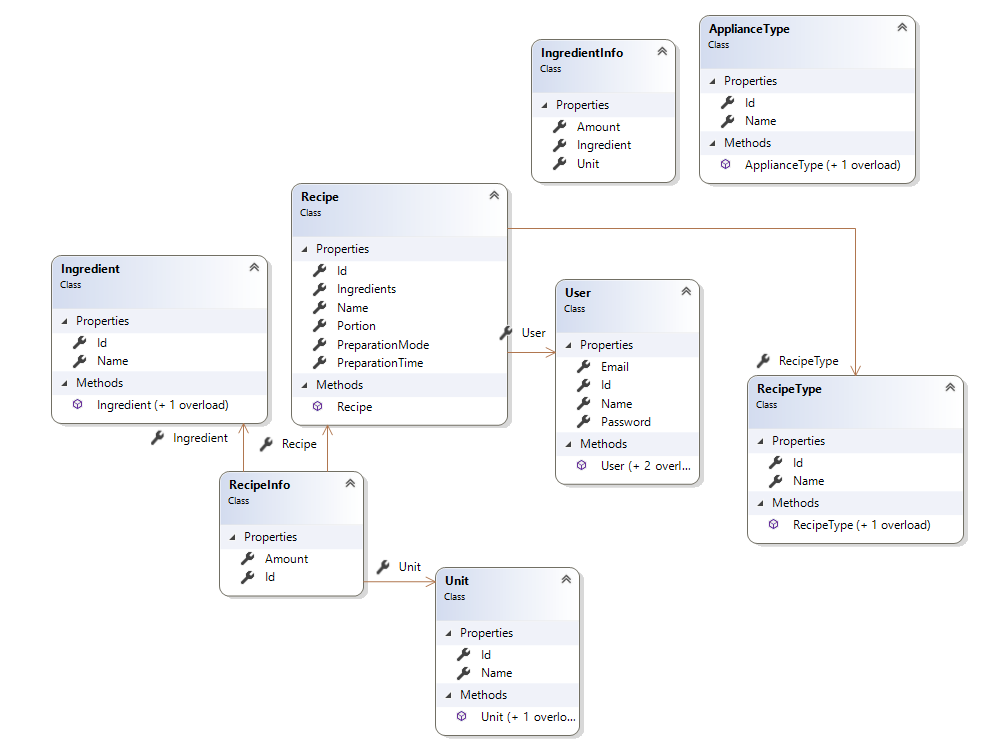 ApplianceType
Class
Properties
Id
Name
Methods
ApplianceType (+ 1 overload)
IngredientInfo
Class
Properties
Amount
Ingredient
Unit
Recipe
Class
Properties
Id
Ingredients
Name
Portion
PreparationMode
PreparationTime
Methods
Recipe
Ingredient
Class
Properties
Id
Name
Methods
Ingredient (+ 1 overload)
User
User
Class
Properties
Email
Id
Name
Password
Methods
User (+ 2 overl...
RecipeType
RecipeType
Class
Properties
Id
Name
Methods
RecipeType (+ 1 overload)
Ingredient
Recipe
RecipeInfo
Class
Properties
Amount
Id
Unit
Unit
Class
Properties
Id
Name
Methods
Unit (+ 1 overlo...